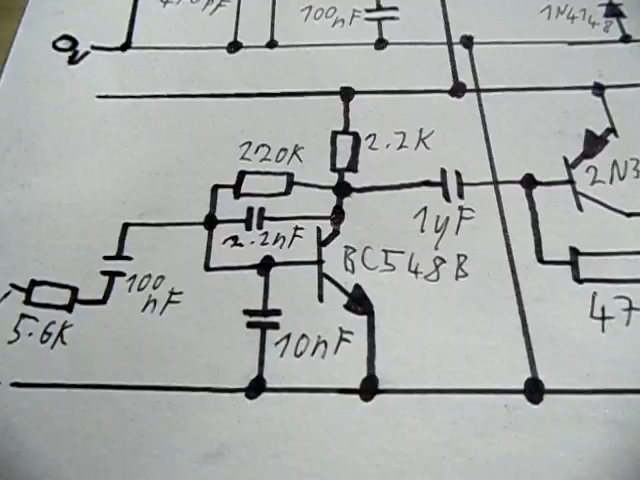 100nF
1N4148
220K
2.2K
2N3
2.2nF
1µF
BC548B
100
nF
5.6K
10nF
47